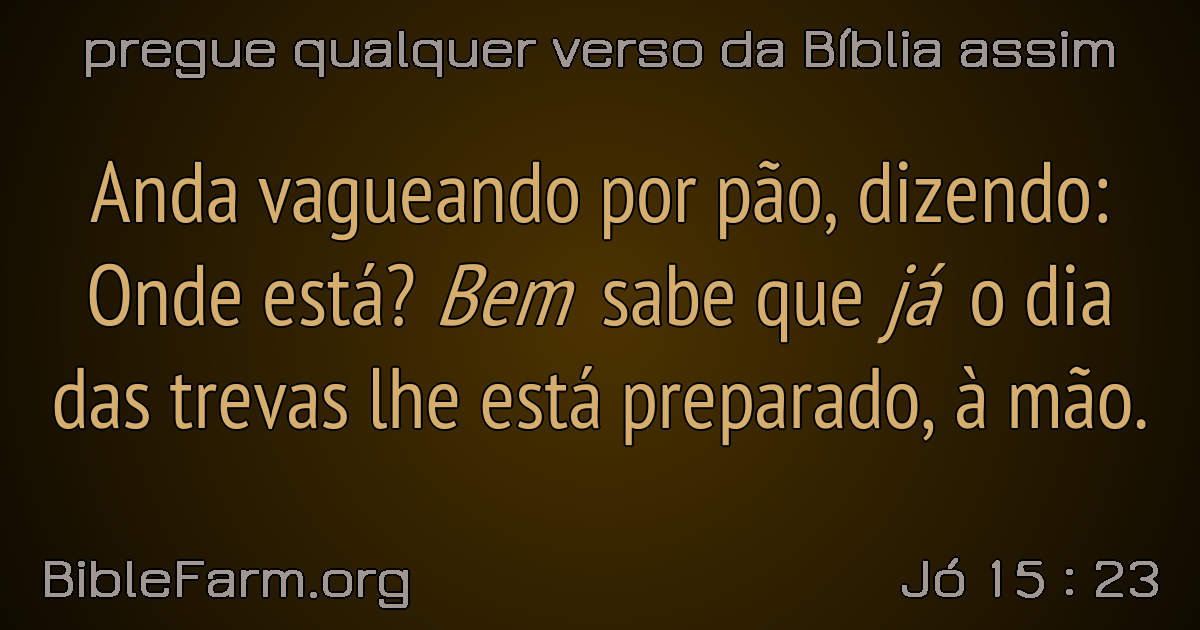 pregue qualquer verso da Bíblia assim
Anda vagueando por pão, dizendo:
Onde está? Bem sabe que já o dia
das trevas lhe está preparado, à mão.
BibleFarm.org
Jó 15 : 23